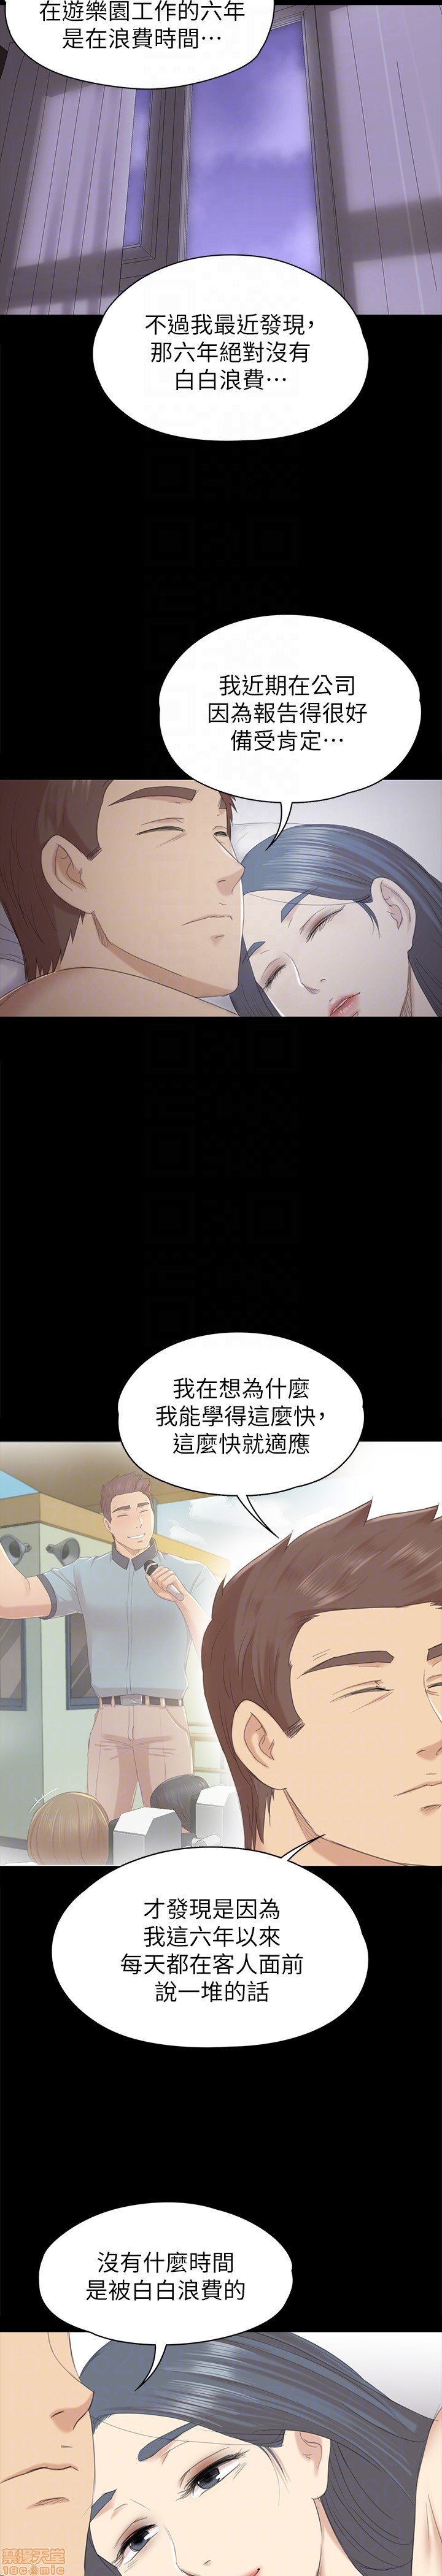 在遊樂園工作的六年
是在浪費時間…
不過我最近發現，
那六年絕對沒有
白白浪費…
我近期在公司
因為報告得很好
備受肯定…
我在想為什麼
我能學得這麼快，
這麼快就適應
才發現是因為
我這六年以來
每天都在客人面前
說一堆的話
沒有什麼時間
是被白白浪費的
禁漫天堂
18comic